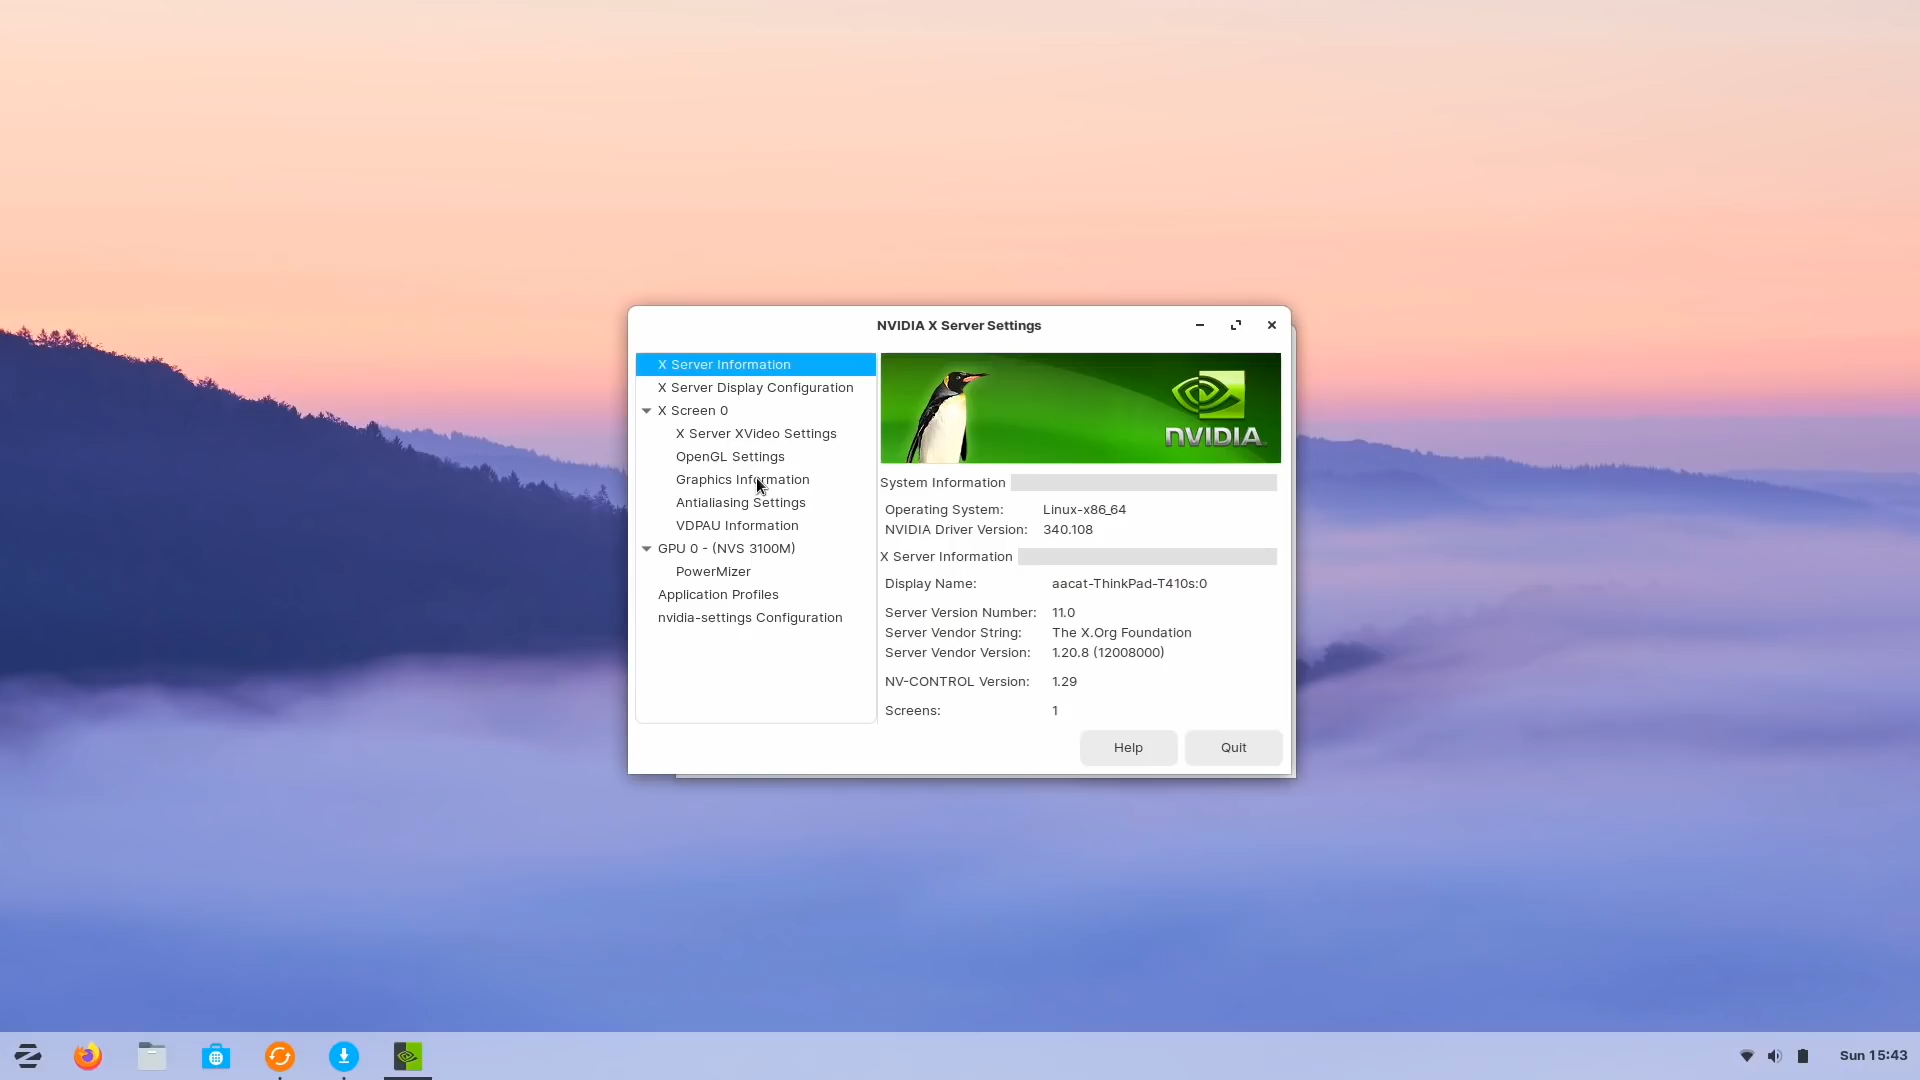 NVIDIA X Server Settings
X Server Information
X Server Display Configuration
X Screen 0
X Server XVideo Settings
OpenGL Settings
Graphics Information
Antialiasing Settings
VDPAU Information
GPU 0 - (NVS 3100M)
PowerMizer
Application Profiles
nvidia-settings Configuration
NVIDIA
System Information
Operating System: Linux-x86_64
NVIDIA Driver Version: 340.108
X Server Information
Display Name: aacat-ThinkPad-T410s:0
Server Version Number: 11.0
Server Vendor String: The X.Org Foundation
Server Vendor Version: 1.20.8 (12008000)
NV-CONTROL Version: 1.29
Screens: 1
Help Quit
Sun 15:43